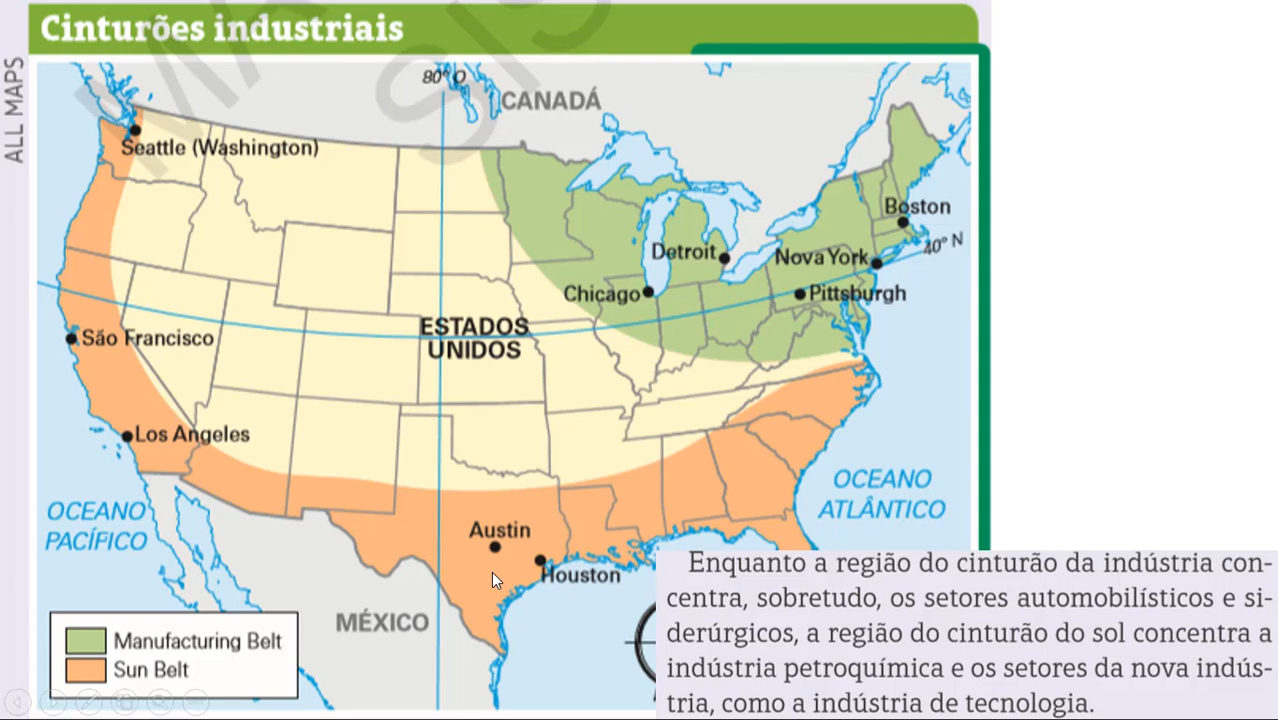 Cinturões industriais
ALL MAPS
80° O
CANADÁ
Seattle (Washington)
Boston
40° N
Detroit
Nova York
Chicago
Pittsburgh
ESTADOS
UNIDOS
São Francisco
Los Angeles
OCEANO
ATLÂNTICO
OCEANO
PACÍFICO
Austin
Houston
MÉXICO
Manufacturing Belt
Sun Belt
Enquanto a região do cinturão da indústria con-
centra, sobretudo, os setores automobilísticos e si-
derúrgicos, a região do cinturão do sol concentra a
indústria petroquímica e os setores da nova indús-
tria, como a indústria de tecnologia.